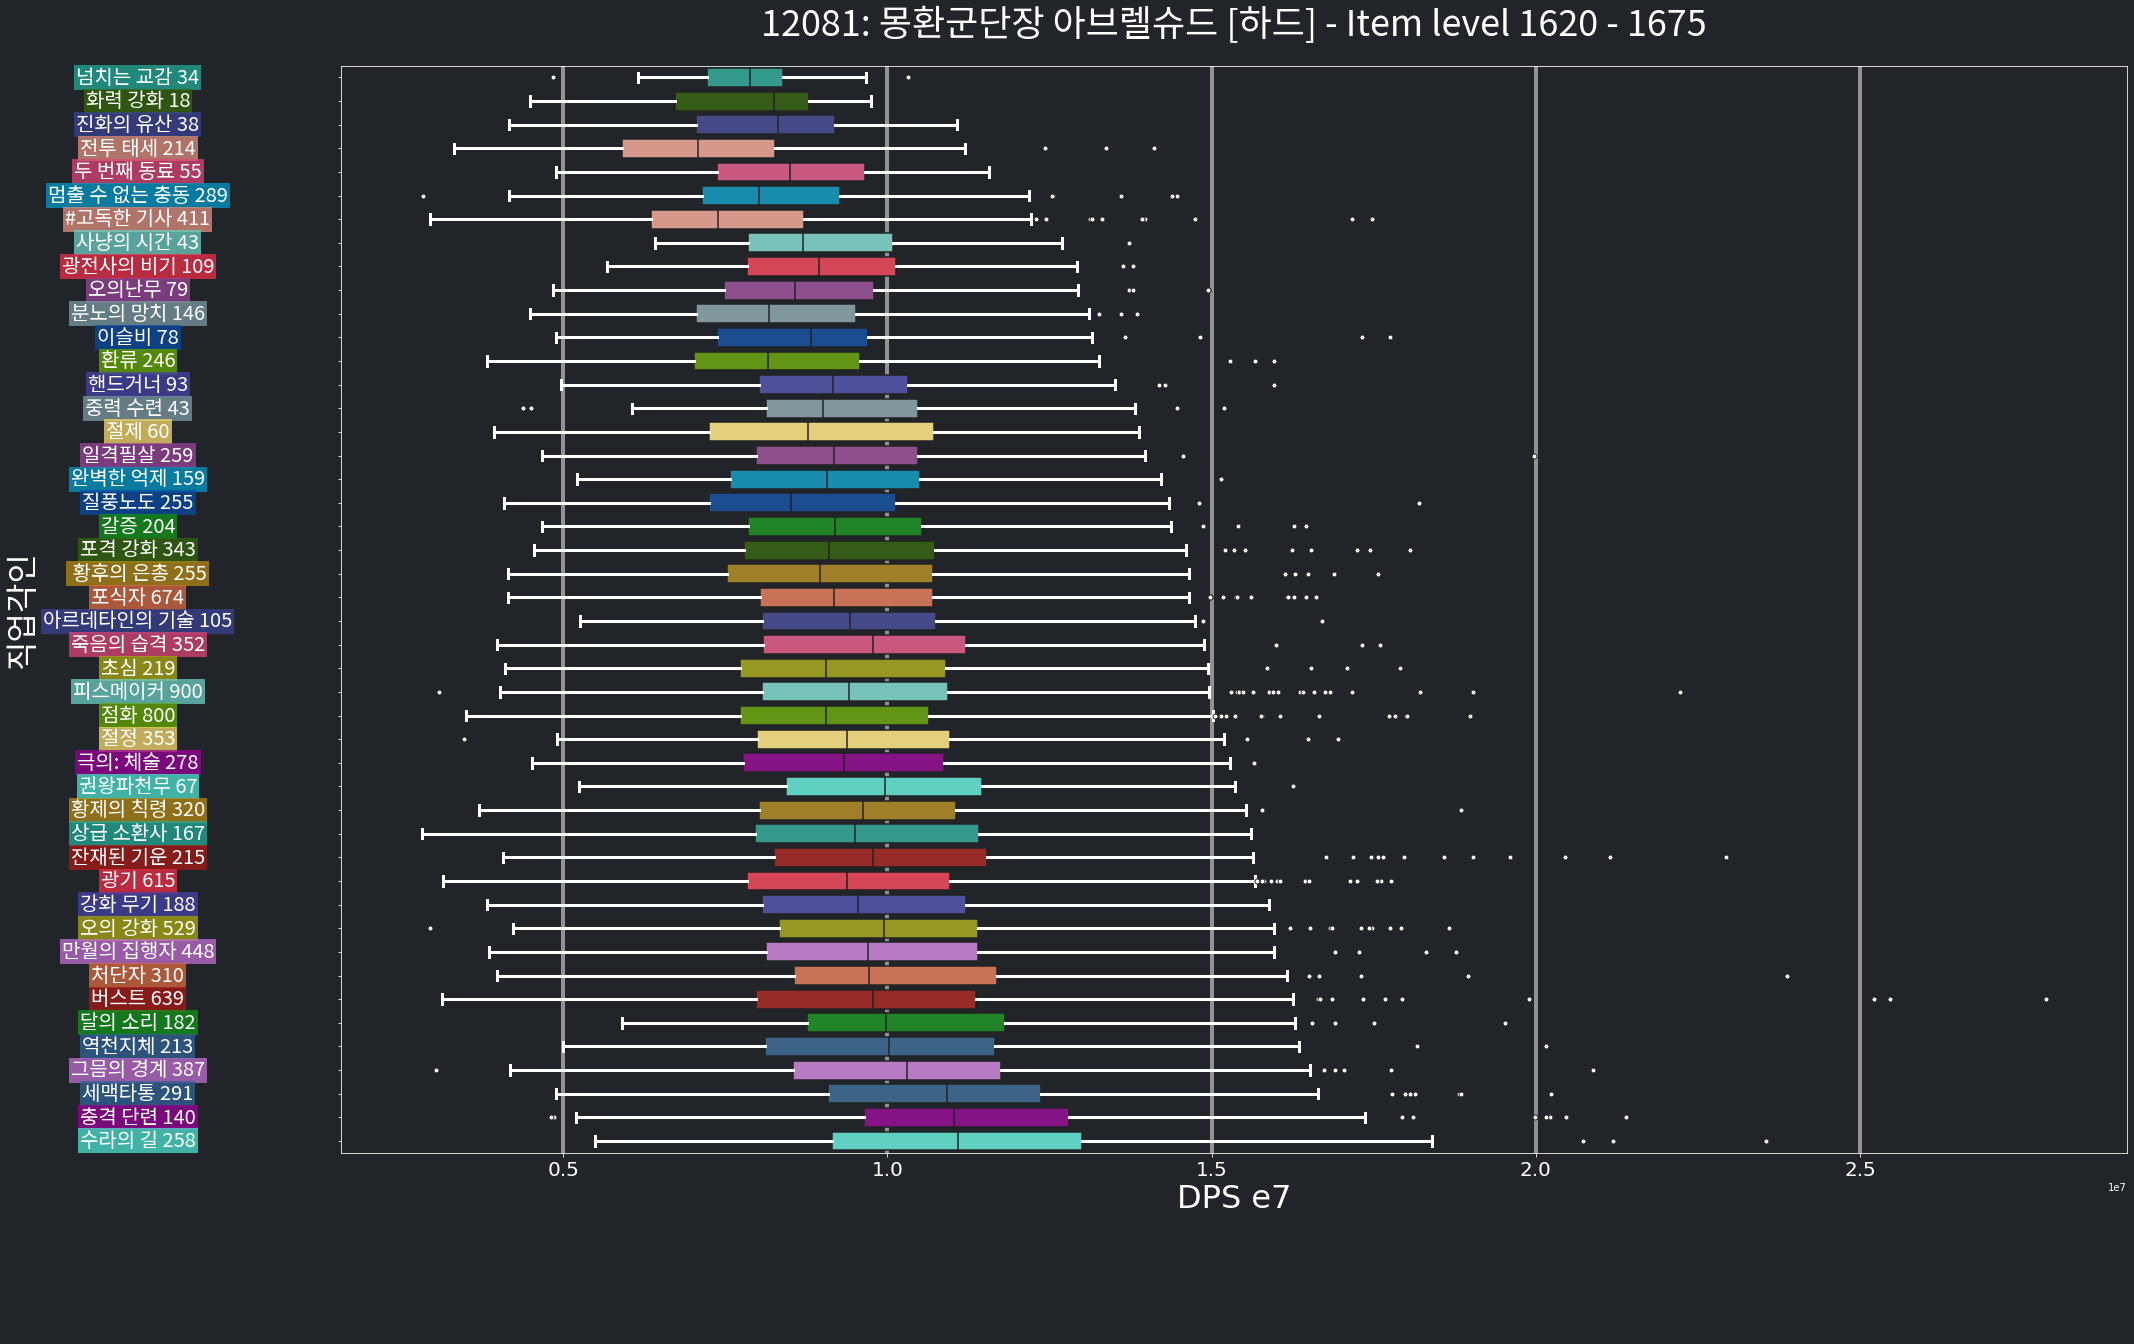 12081: 몽환군단장 아브렐슈드 [하드] - Item level 1620 - 1675
넘치는 교감 34
화력 강화 18
진화의 유산 38
전투 태세 214
두 번째 동료 55
멈출 수 없는 충동 289
#고독한 기사 411
사냥의 시간 43
광전사의 비기 109
오의난무 79
분노의 망치 146
이슬비 78
환류 246
핸드거너 93
중력 수련 43
절제 60
일격필살 259
완벽한 억제 159
질풍노도 255
갈증 204
포격 강화 343
황후의 은총 255
포식자 674
아르데타인의 기술 105
죽음의 습격 352
초심 219
피스메이커 900
점화 800
절정 353
극의: 체술 278
권왕파천무 67
황제의 칙령 320
상급 소환사 167
잔재된 기운 215
광기 615
강화 무기 188
오의 강화 529
만월의 집행자 448
처단자 310
버스트 639
달의 소리 182
역천지체 213
그믐의 경계 387
세맥타통 291
충격 단련 140
수라의 길 258
직업각인
0.5 1.0 1.5 2.0 2.5
DPS e7
1e7